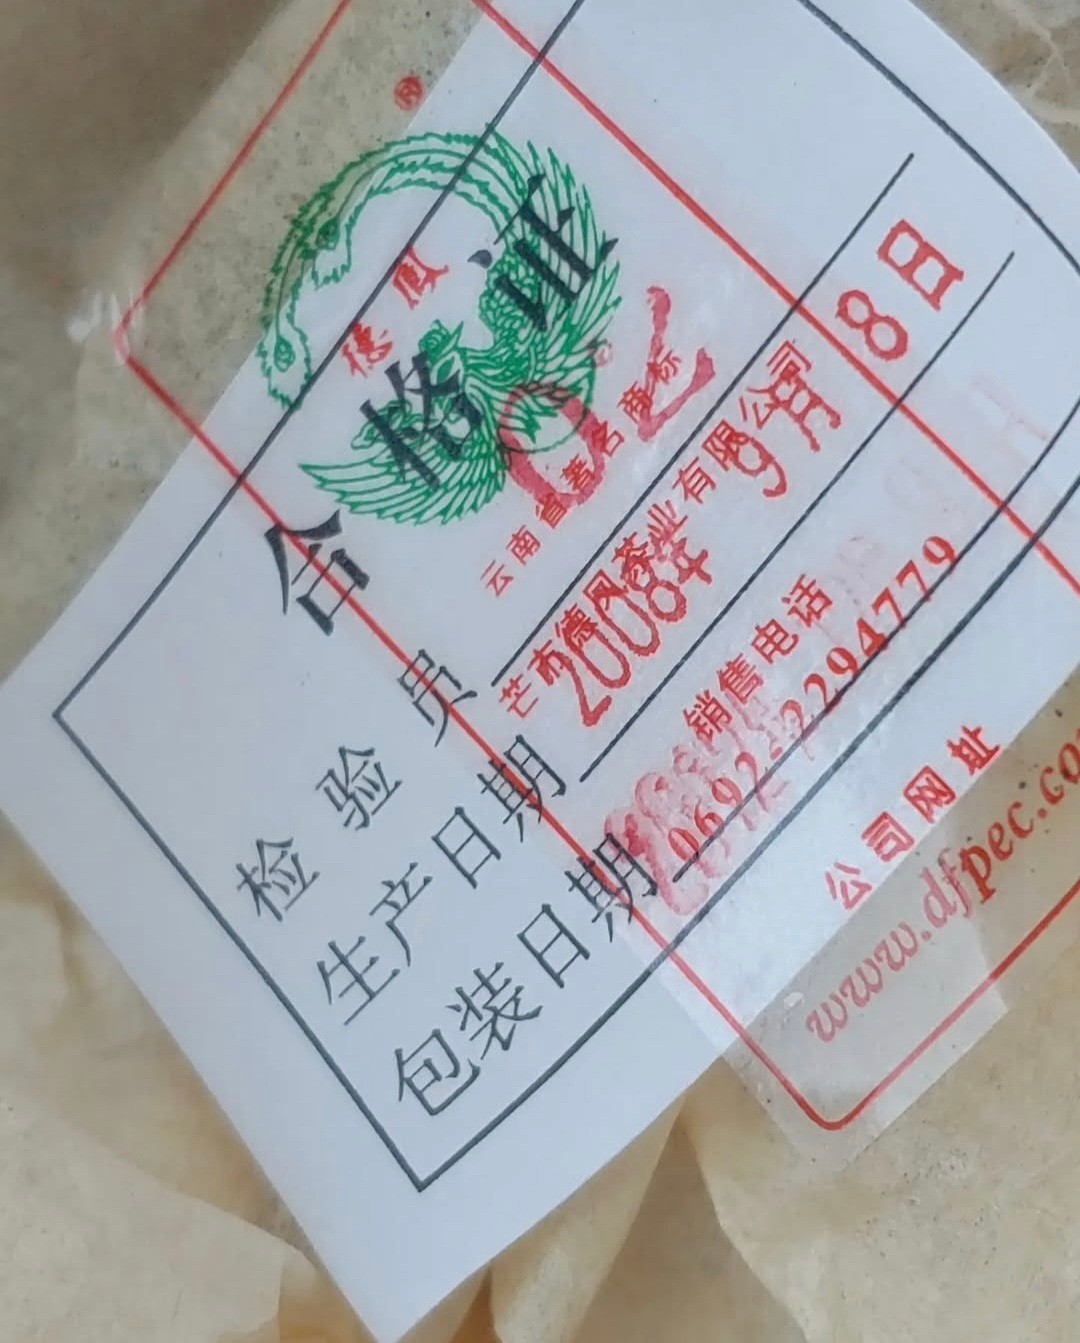 合格证
检验员 02
生产日期 2008年9月8日
包装日期
®
德凤
云南省著名商标
芒市德凤茶业有限公司
销售电话
0692-2294779
公司网址
www.dfpec.co